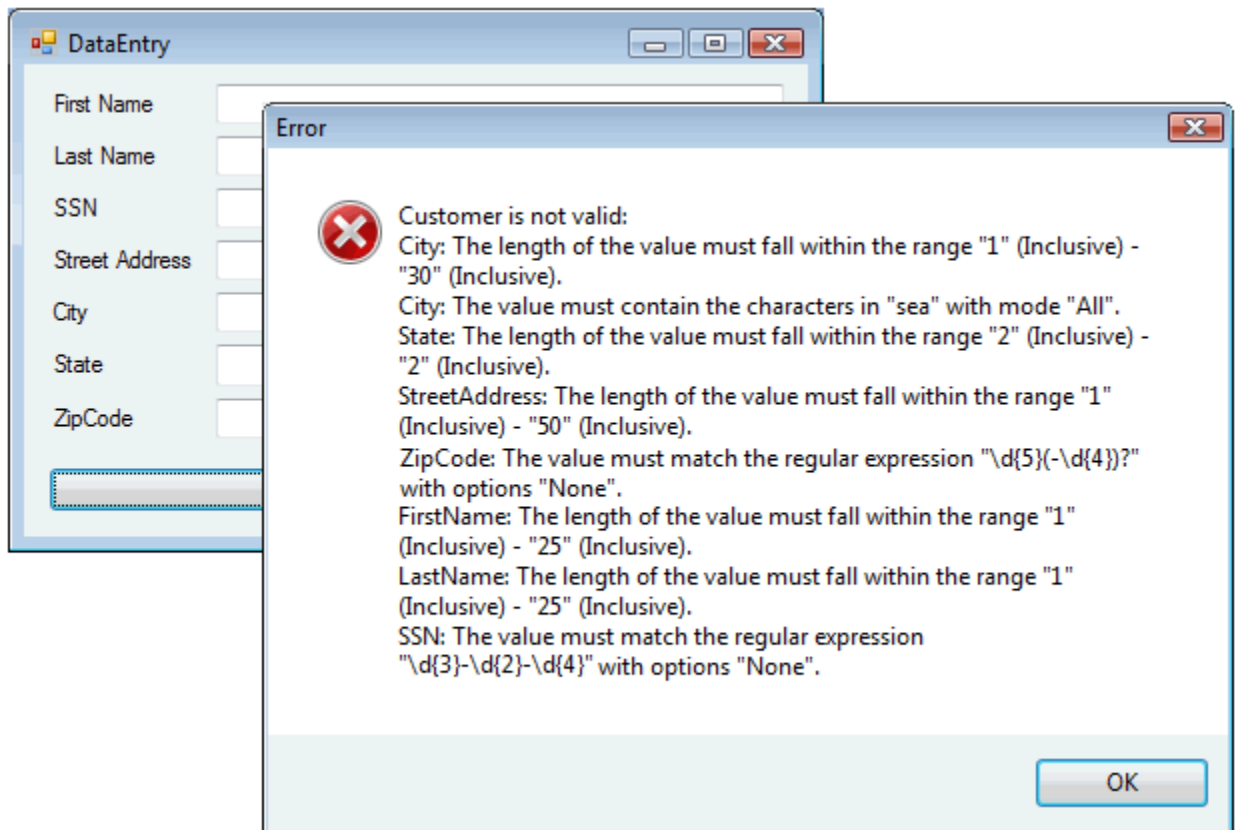 DataEntry
First Name
Last Name
SSN
Street Address
City
State
ZipCode
Error
Customer is not valid:
City: The length of the value must fall within the range "1" (Inclusive) -
"30" (Inclusive).
City: The value must contain the characters in "sea" with mode "All".
State: The length of the value must fall within the range "2" (Inclusive) -
"2" (Inclusive).
StreetAddress: The length of the value must fall within the range "1"
(Inclusive) - "50" (Inclusive).
ZipCode: The value must match the regular expression "\d{5}(-\d{4})?"
with options "None".
FirstName: The length of the value must fall within the range "1"
(Inclusive) - "25" (Inclusive).
LastName: The length of the value must fall within the range "1"
(Inclusive) - "25" (Inclusive).
SSN: The value must match the regular expression
"\d{3}-\d{2}-\d{4}" with options "None".
OK